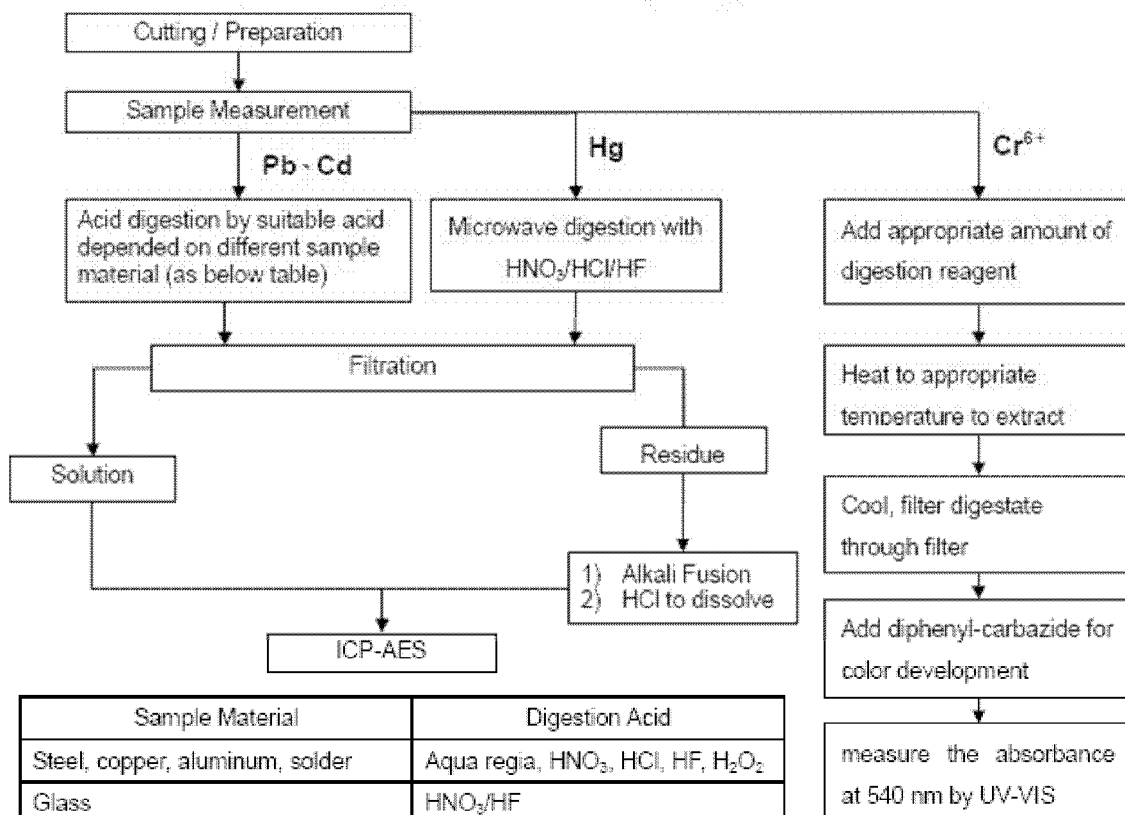 Cutting / Preparation
Sample Measurement
Pb、Cd
Hg
Cr⁶⁺
Acid digestion by suitable acid
depended on different sample
material (as below table)
Microwave digestion with
HNO₃/HCl/HF
Add appropriate amount of
digestion reagent
Filtration
Heat to appropriate
temperature to extract
Solution
Residue
Cool, filter digestate
through filter
1) Alkali Fusion
2) HCl to dissolve
ICP-AES
Add diphenyl-carbazide for
color development
Sample Material Digestion Acid
Steel, copper, aluminum, solder Aqua regia, HNO₃, HCl, HF, H₂O₂
Glass HNO₃/HF
measure the absorbance
at 540 nm by UV-VIS